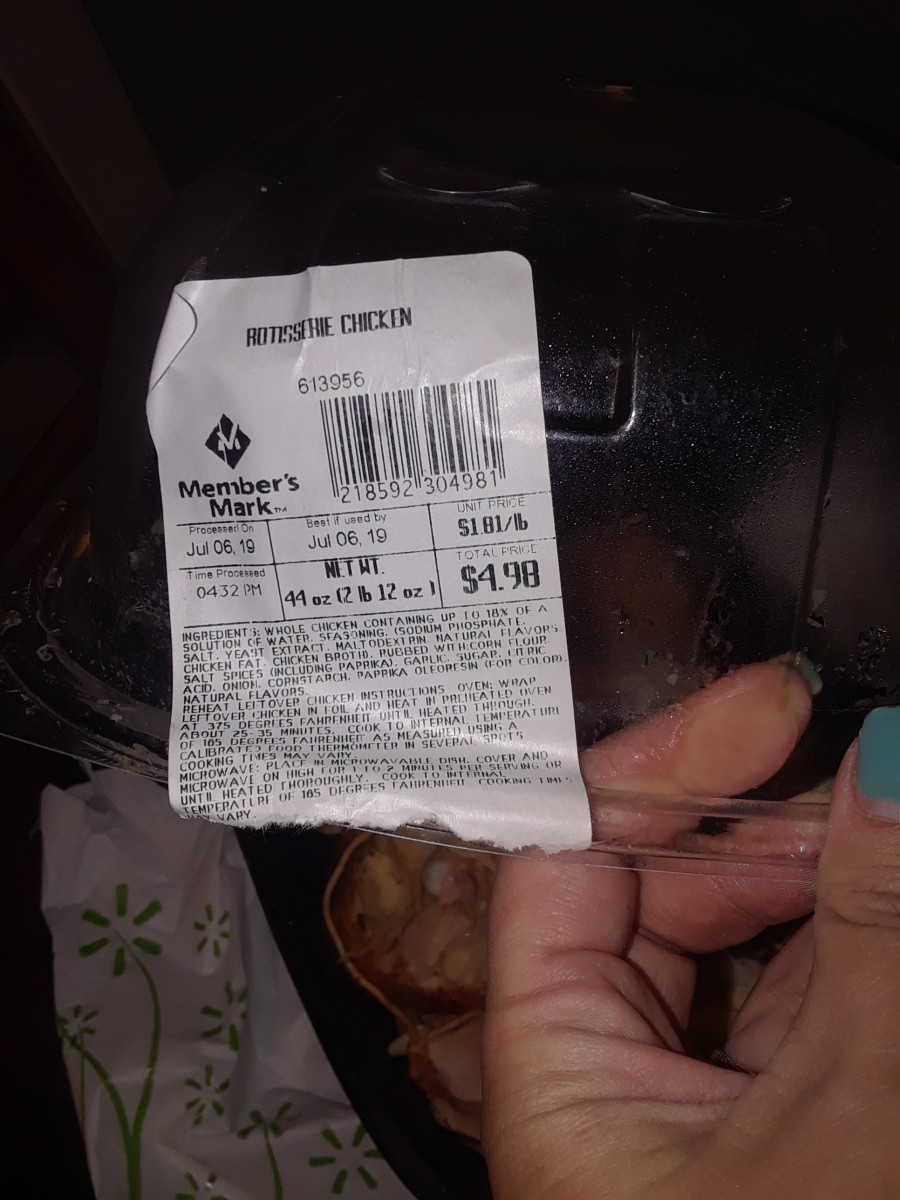 ROTISSERIE CHICKEN
613956
218592 304981
Member's
Mark™
Processed On
Jul 06, 19
Best if used by
Jul 06, 19
UNIT PRICE
$1.81/lb
Time Processed
04:32 PM
NET WT.
44 oz (2 lb 12 oz )
TOTAL PRICE
$4.98
INGREDIENTS: WHOLE CHICKEN CONTAINING UP TO 18% OF A
SOLUTION OF WATER, SEASONING, (SODIUM PHOSPHATE,
SALT, YEAST EXTRACT, MALTODEXTRIN, NATURAL FLAVORS
CHICKEN FAT, CHICKEN BROTH). RUBBED WITH:CORN FLOUR,
SALT SPICES (INCLUDING PAPRIKA), GARLIC, SUGAR, CITRIC
ACID, ONION, CORNSTARCH, PAPRIKA OLEORESIN (FOR COLOR),
NATURAL FLAVORS.
REHEAT LEFTOVER CHICKEN INSTRUCTIONS OVEN: WRAP
LEFTOVER CHICKEN IN FOIL AND HEAT IN PREHEATED OVEN
A 375 DEGREES FAHRENHEIT UNTIL HEATED THROUGH.
ABOUT 25-35 MINUTES. COOK TO INTERNAL TEMPERATURE
OF 165 DEGREES FAHRENHEIT AS MEASURED USING A
CALIBRATED FOOD THERMOMETER IN SEVERAL SPOTS
COOKING TIMES MAY VARY
MICROWAVE: PLACE IN MICROWAVABLE DISH, COVER AND
MICROWAVE ON HIGH FOR 1 TO 2 MINUTES PER SERVING OR
UNTIL HEATED THOROUGHLY. COOK TO INTERNAL
TEMPERATURE OF 165 DEGREES FAHRENHEIT COOKING TIMES
MAY VARY.